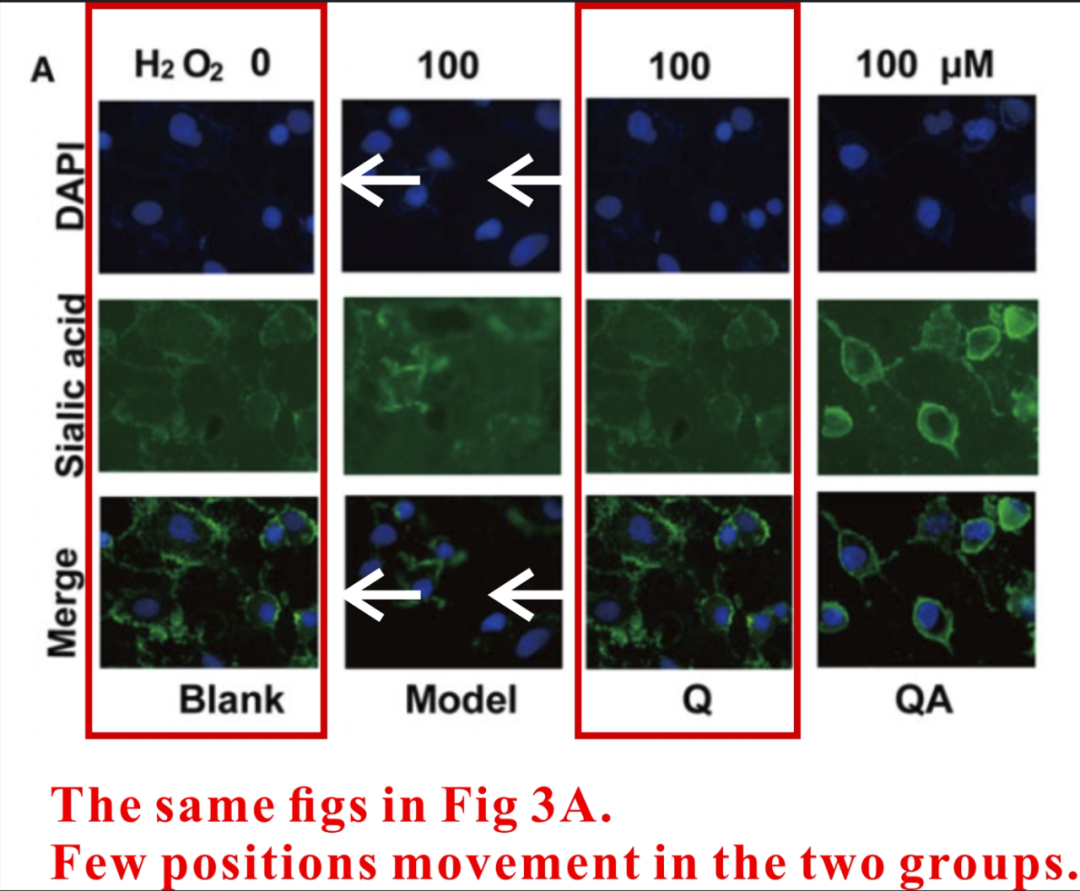 A H₂O₂ 0 100 100 100 μM
DAPI
Sialic acid
Merge
Blank Model Q QA
The same figs in Fig 3A.
Few positions movement in the two groups.